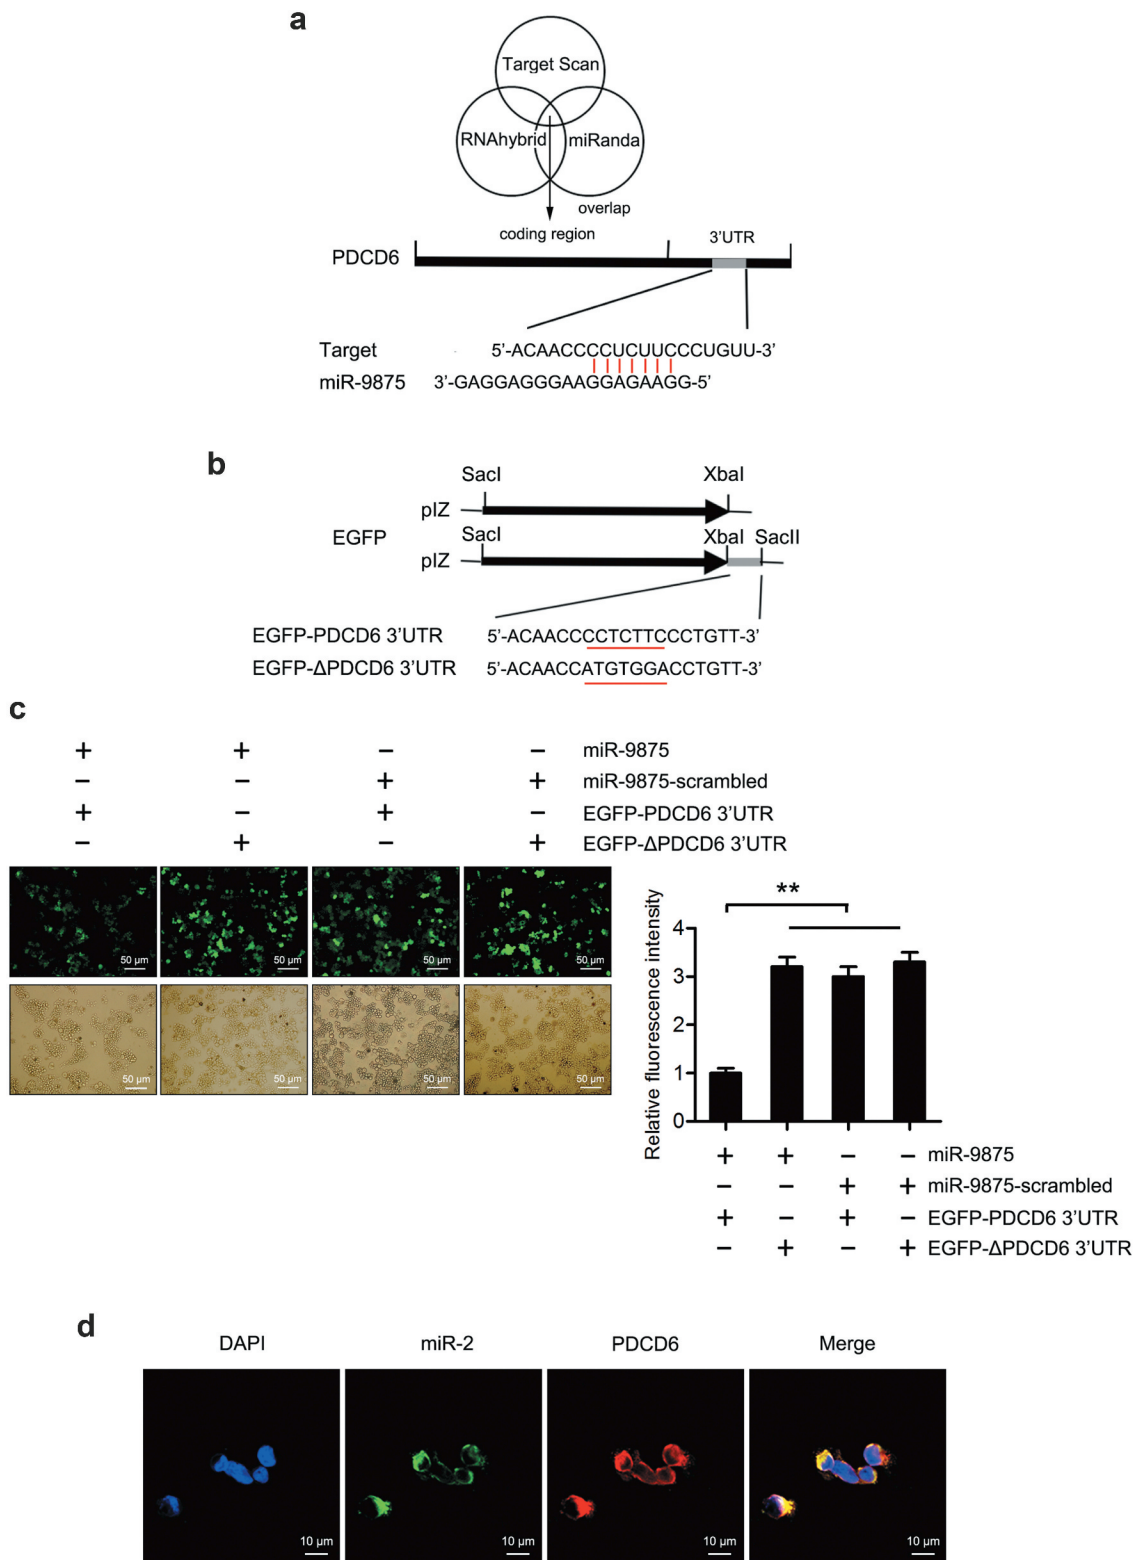 a
Target Scan
RNAhybrid miRanda
overlap
coding region 3'UTR
PDCD6
Target 5'-ACAACCCCUCUUCCCUGUU-3'
miR-9875 3'-GAGGAGGGAAGGAGAAGG-5'
b
SacI XbaI
pIZ
EGFP SacI XbaI SacII
pIZ
EGFP-PDCD6 3'UTR 5'-ACAACCCCTCTTCCCTGTT-3'
EGFP-ΔPDCD6 3'UTR 5'-ACAACCATGTGGACCTGTT-3'
c
+ + − − miR-9875
− − + + miR-9875-scrambled
+ − + − EGFP-PDCD6 3'UTR
− + − + EGFP-ΔPDCD6 3'UTR
50 µm 50 µm 50 µm 50 µm
50 µm 50 µm 50 µm 50 µm
**
Relative fluorescence intensity
4
3
2
1
0
+ + − − miR-9875
− − + + miR-9875-scrambled
+ − + − EGFP-PDCD6 3'UTR
− + − + EGFP-ΔPDCD6 3'UTR
d
DAPI miR-2 PDCD6 Merge
10 µm 10 µm 10 µm 10 µm